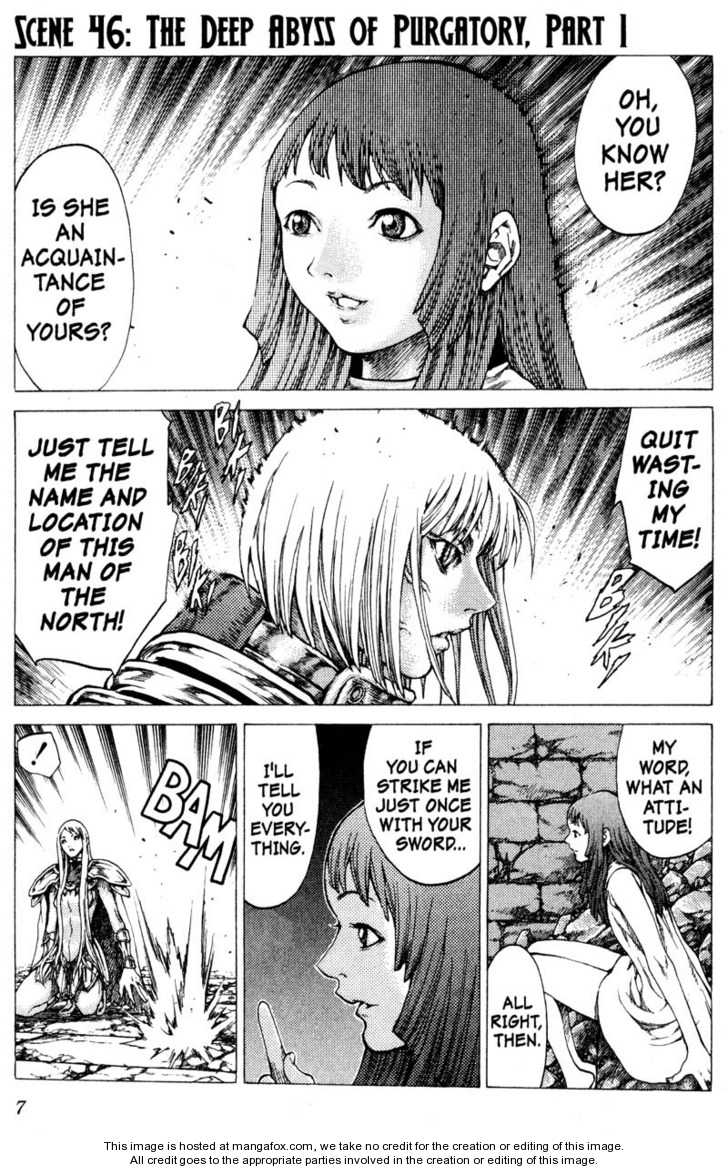 SCENE 46: THE DEEP ABYSS OF PURGATORY, PART 1
OH,
YOU
KNOW
HER?
IS SHE
AN
ACQUAIN-
TANCE
OF
YOURS?
QUIT
WAST-
ING
MY
TIME!
JUST TELL
ME THE
NAME AND
LOCATION
OF THIS
MAN OF
THE
NORTH!
BIKI
BIKI
BIKI
BIKI
MY
WORD,
WHAT AN
ATTI-
TUDE!
ALL
RIGHT,
THEN.
IF
YOU CAN
STRIKE ME
JUST ONCE
WITH YOUR
SWORD...
I'LL
TELL
YOU
EVERY-
THING.
BAM
!
7
This image is hosted at mangafox.com, we take no credit for the creation or editing of this image.
All credit goes to the appropriate parties involved in the creation or editing of this image.